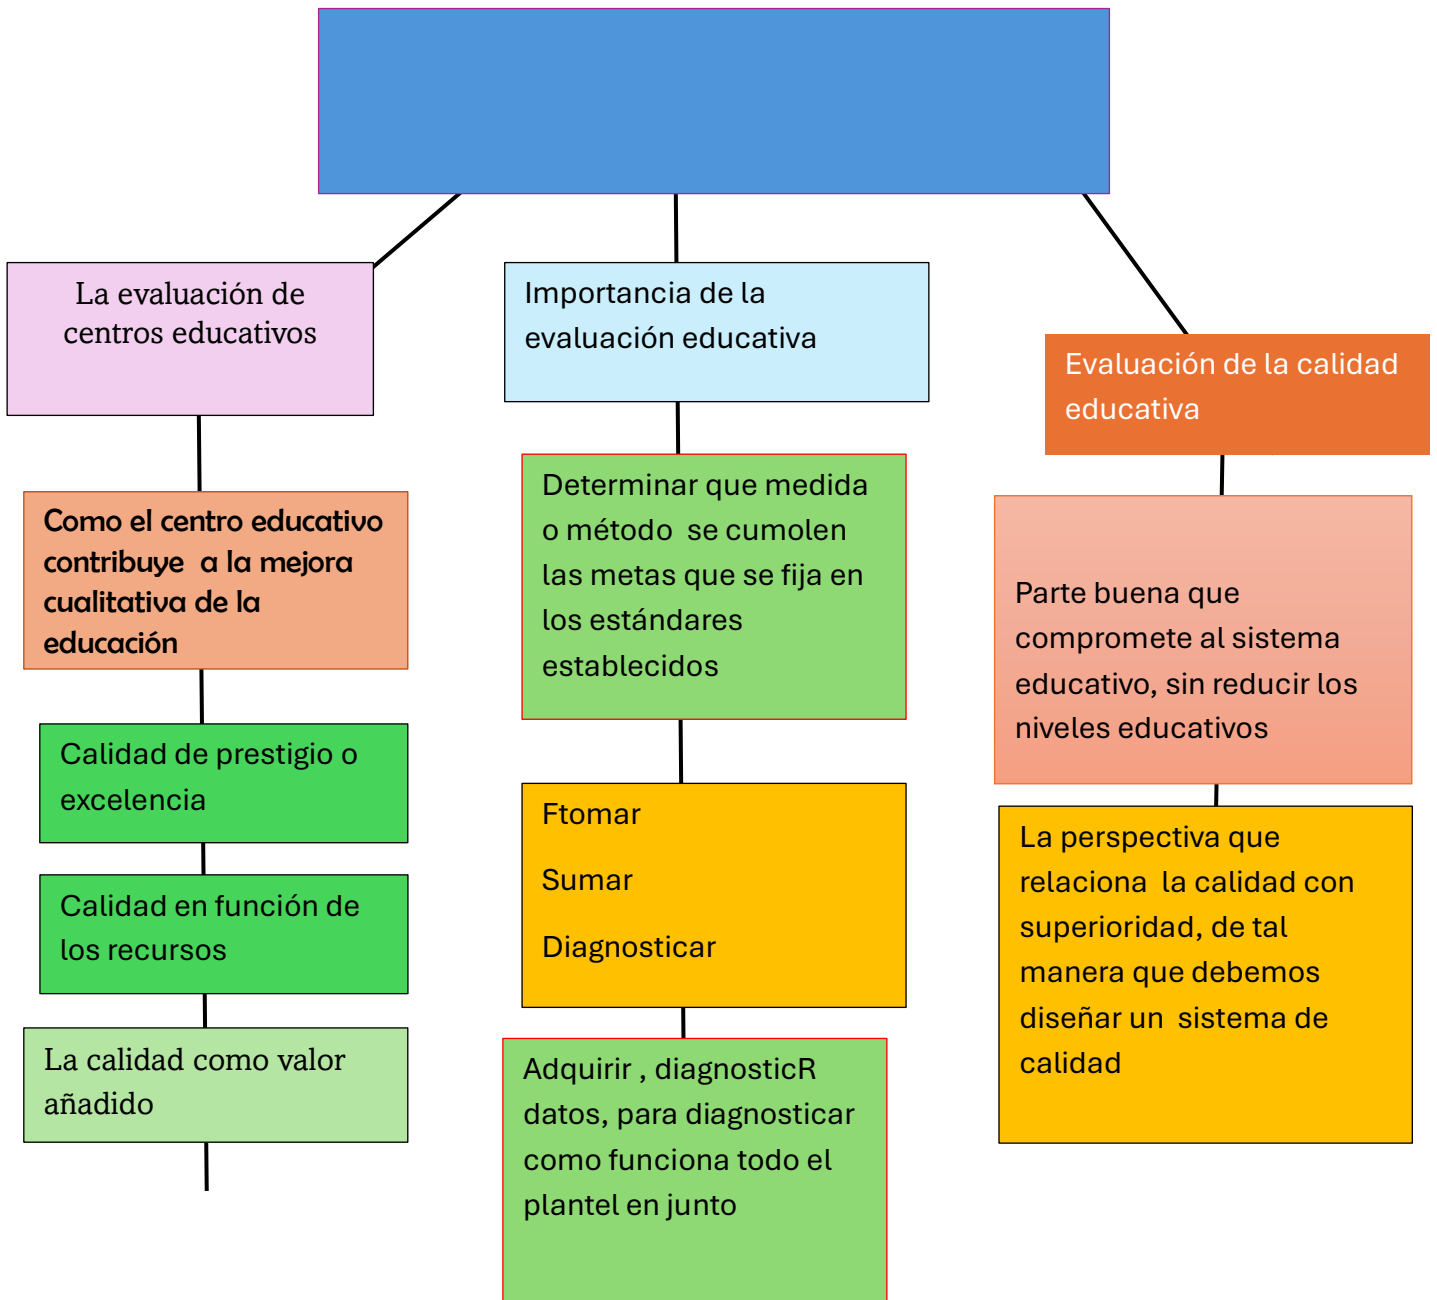 La evaluación de
centros educativos
Como el centro educativo
contribuye  a la mejora
cualitativa de la
educación
Calidad de prestigio o
excelencia
Calidad en función de
los recursos
La calidad como valor
añadido
Importancia de la
evaluación educativa
Determinar que medida
o método  se cumolen
las metas que se fija en
los estándares
establecidos
Ftomar
Sumar
Diagnosticar
Adquirir , diagnosticR
datos, para diagnosticar
como funciona todo el
plantel en junto
Evaluación de la calidad
educativa
Parte buena que
compromete al sistema
educativo, sin reducir los
niveles educativos
La perspectiva que
relaciona  la calidad con
superioridad, de tal
manera que debemos
diseñar un  sistema de
calidad